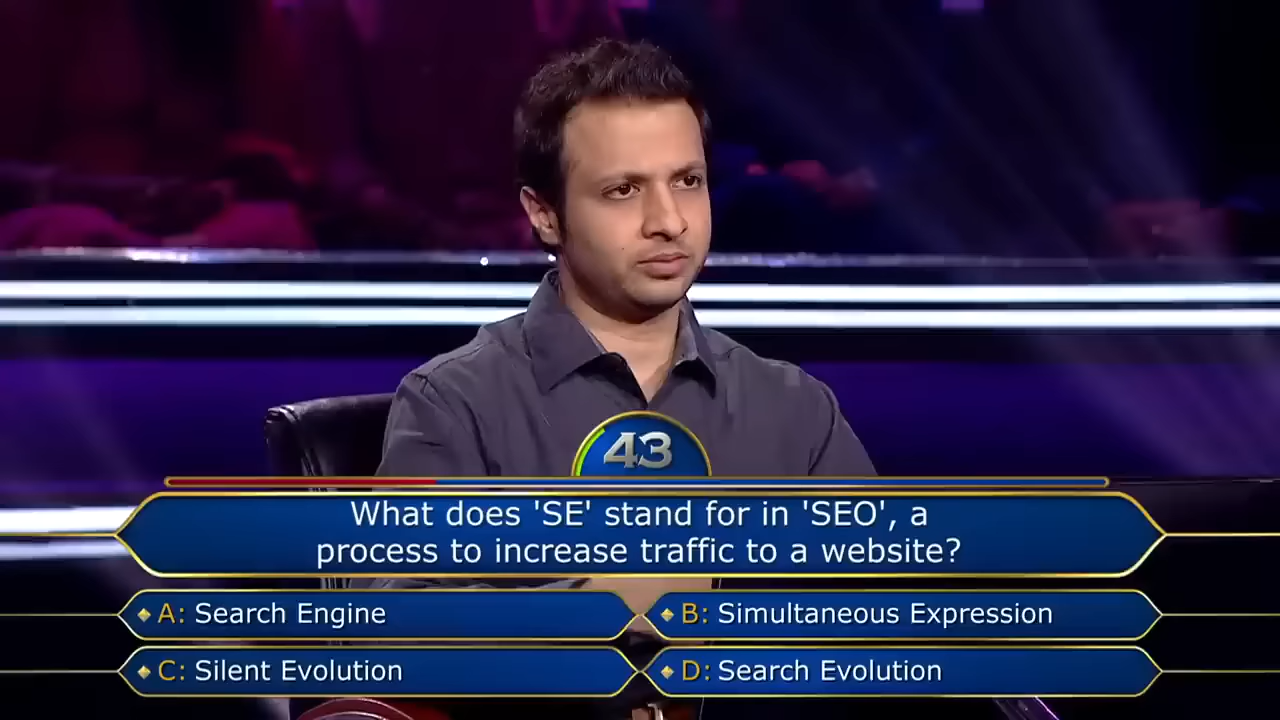 43
What does 'SE' stand for in 'SEO', a
process to increase traffic to a website?
A: Search Engine
B: Simultaneous Expression
C: Silent Evolution
D: Search Evolution